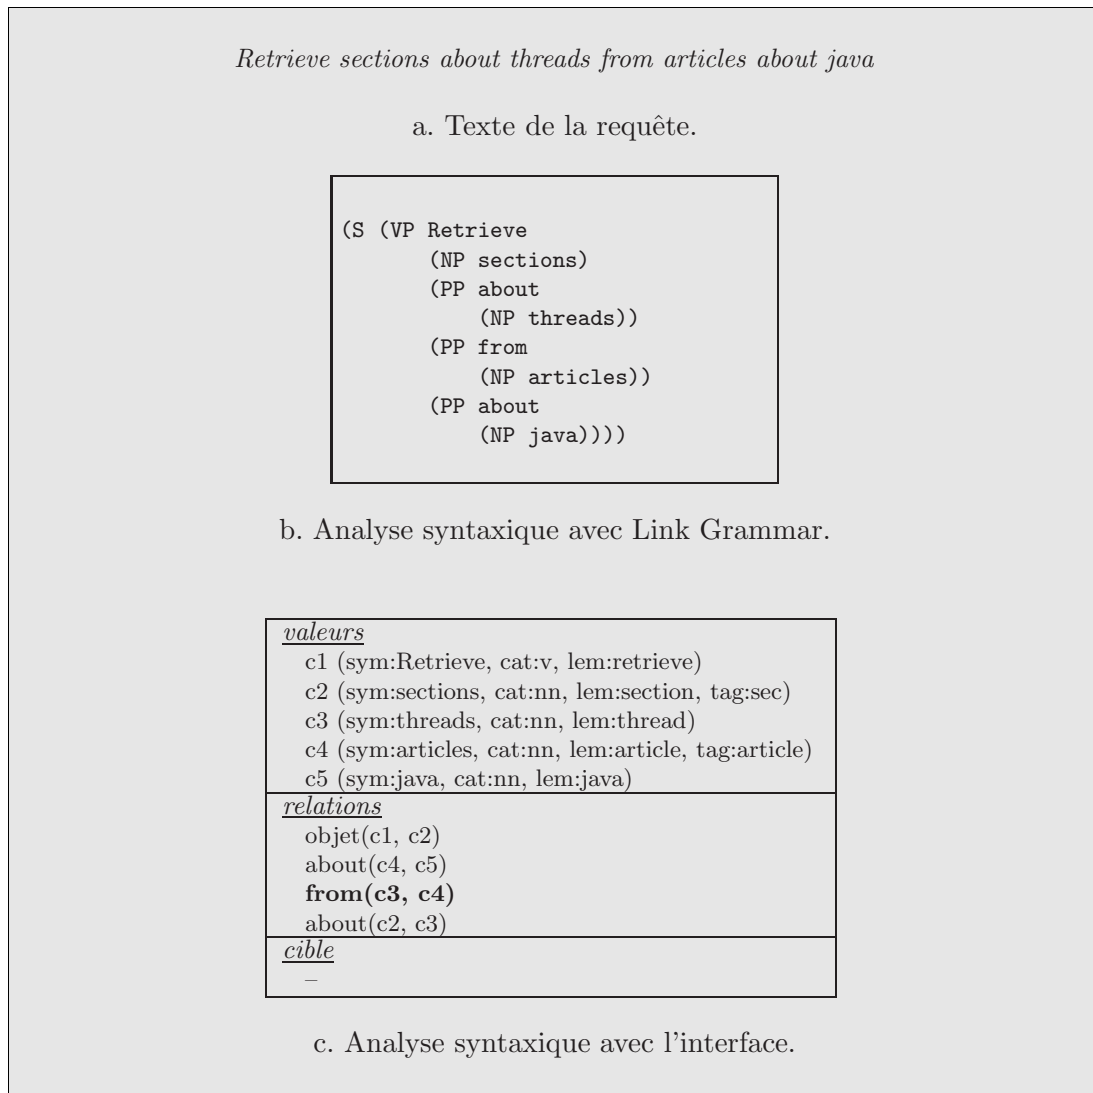 Retrieve sections about threads from articles about java
a. Texte de la requête.
(S (VP Retrieve
(NP sections)
(PP about
(NP threads))
(PP from
(NP articles))
(PP about
(NP java))))
b. Analyse syntaxique avec Link Grammar.
valeurs
c1 (sym:Retrieve, cat:v, lem:retrieve)
c2 (sym:sections, cat:nn, lem:section, tag:sec)
c3 (sym:threads, cat:nn, lem:thread)
c4 (sym:articles, cat:nn, lem:article, tag:article)
c5 (sym:java, cat:nn, lem:java)
relations
objet(c1, c2)
about(c4, c5)
from(c3, c4)
about(c2, c3)
cible
–
c. Analyse syntaxique avec l'interface.